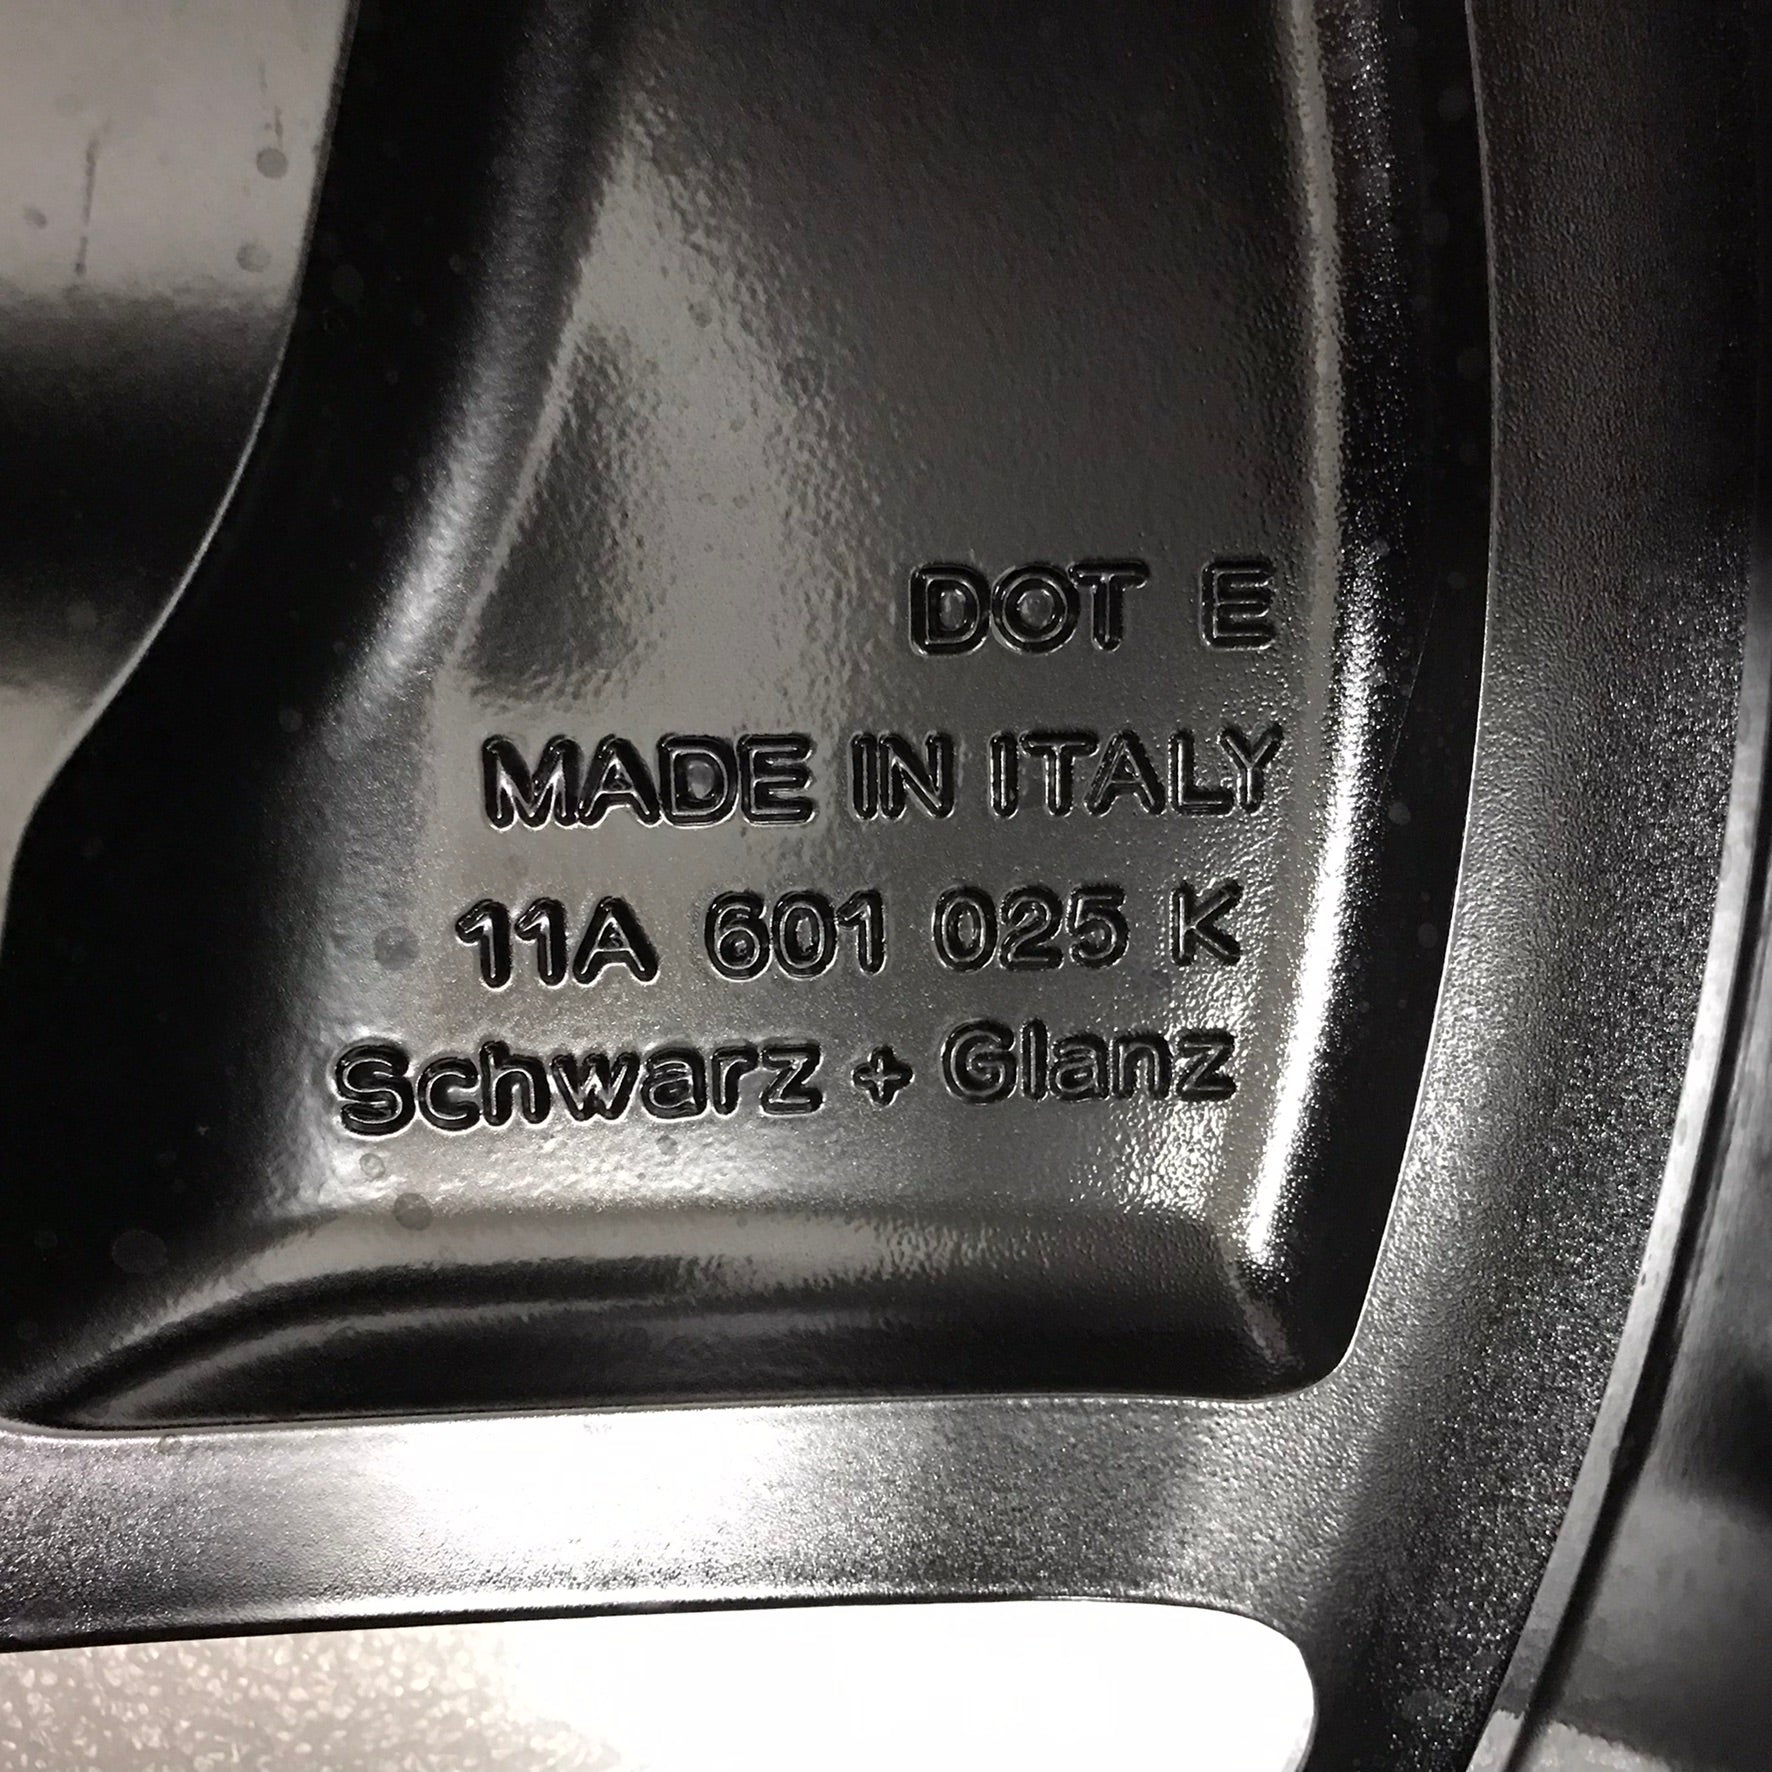 DOT E
MADE IN ITALY
11A 601 025 K
Schwarz + Glanz